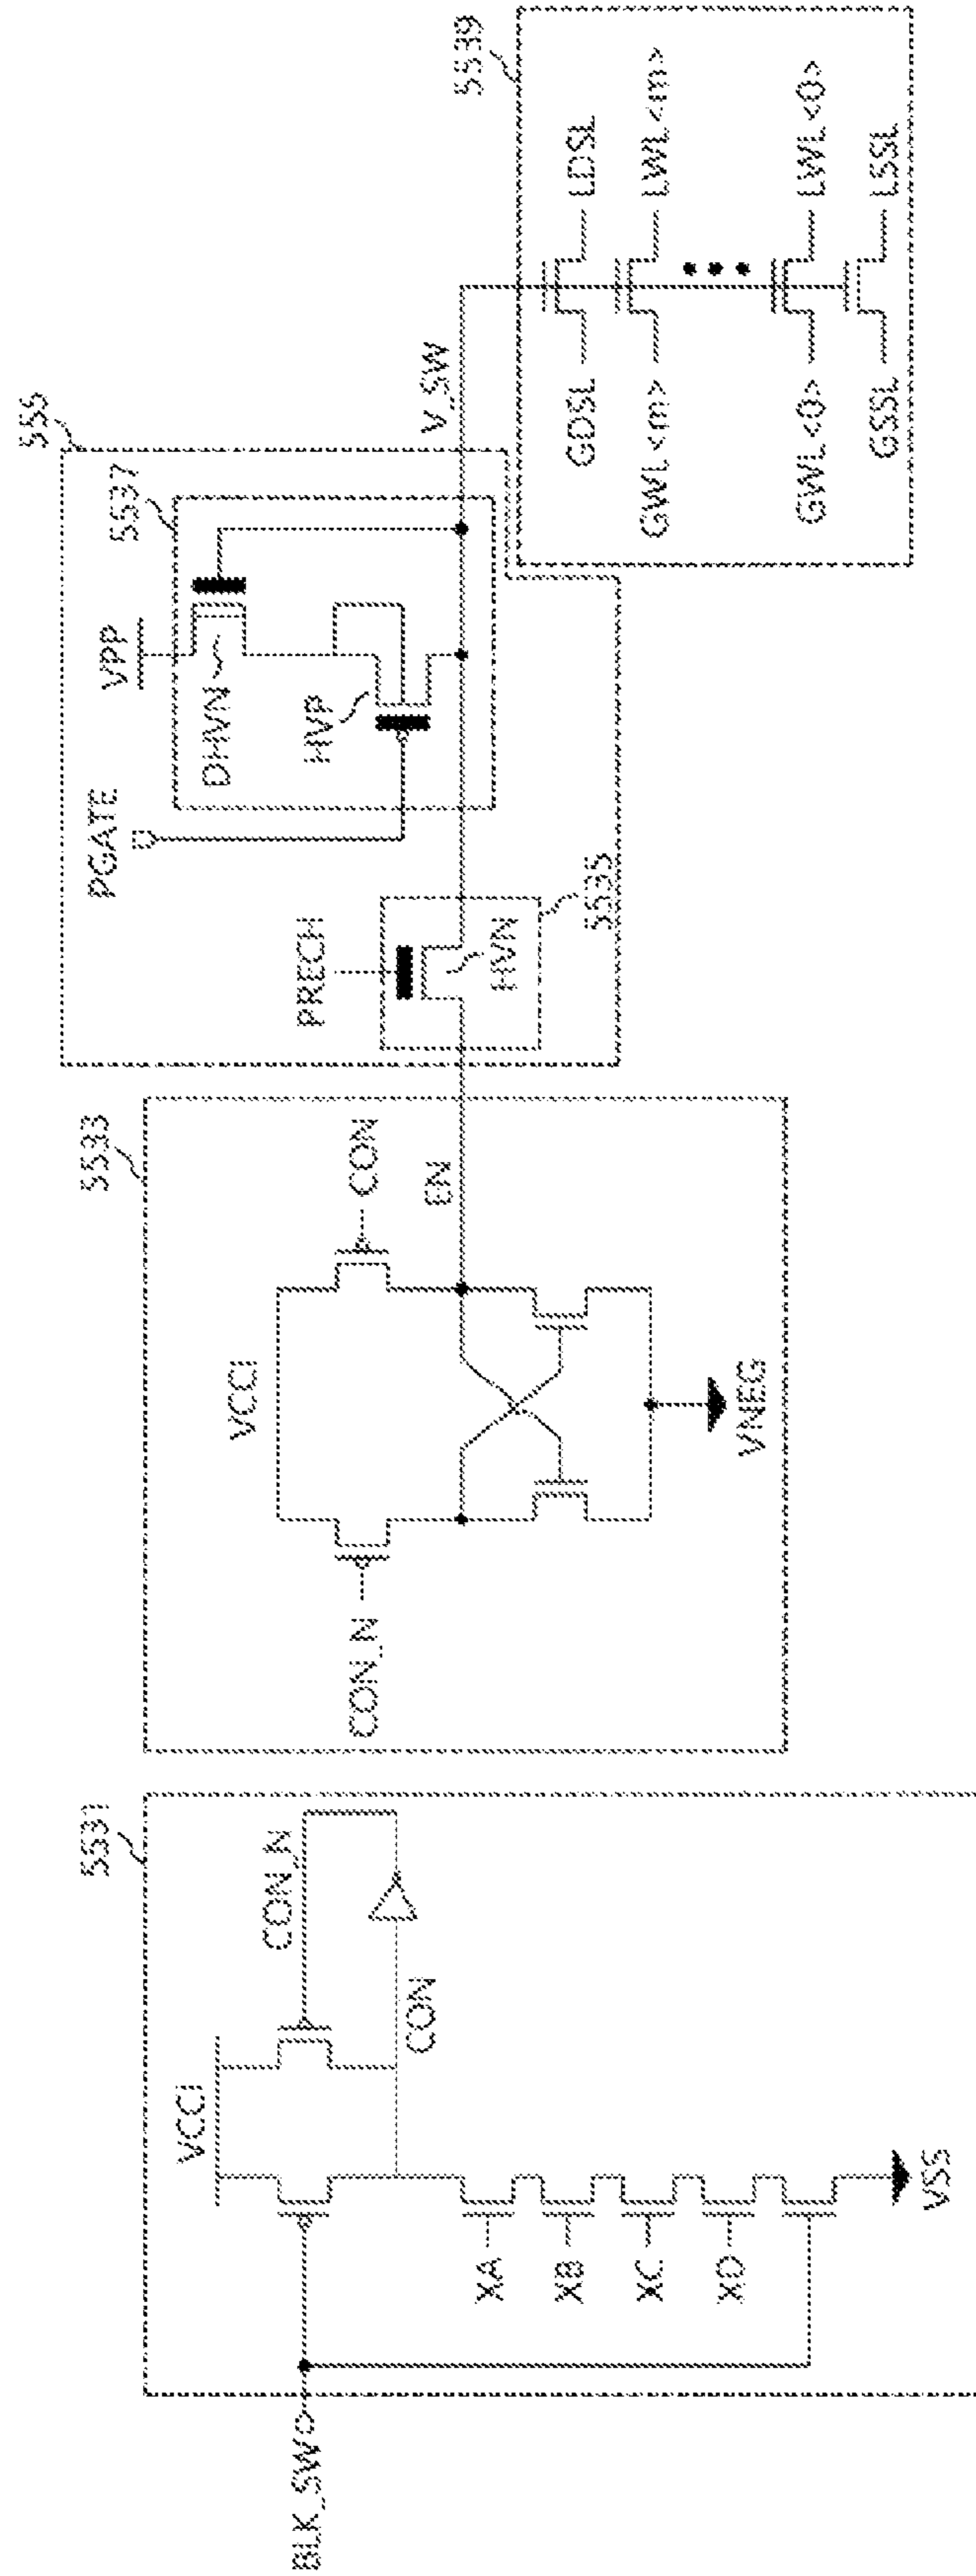 5531
BLK_SW
VCCI
CON_N
CON
XA
XB
XC
XD
VSS
5533
VCCI
CON_N
CON
EN
VNEG
555
PRECH
HVN
5535
PGATE
VPP
5537
DHVN
HVP
V_SW
5539
GDSL LDSL
GWL<m> LWL<m>
GWL<0> LWL<0>
GSSL LSSL